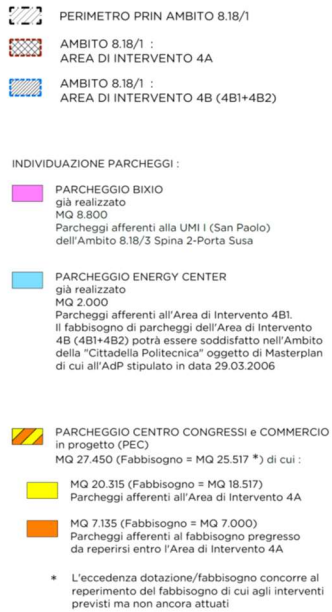 PERIMETRO PRIN AMBITO 8.18/1
AMBITO 8.18/1 :
AREA DI INTERVENTO 4A
AMBITO 8.18/1 :
AREA DI INTERVENTO 4B (4B1+4B2)
INDIVIDUAZIONE PARCHEGGI :
PARCHEGGIO BIXIO
già realizzato
MQ 8.800
Parcheggi afferenti alla UMI I (San Paolo)
dell'Ambito 8.18/3 Spina 2-Porta Susa
PARCHEGGIO ENERGY CENTER
già realizzato
MQ 2.000
Parcheggi afferenti all'Area di Intervento 4B1.
Il fabbisogno di parcheggi dell'Area di Intervento
4B (4B1+4B2) potrà essere soddisfatto nell'Ambito
della "Cittadella Politecnica" oggetto di Masterplan
di cui all'AdP stipulato in data 29.03.2006
PARCHEGGIO CENTRO CONGRESSI e COMMERCIO
in progetto (PEC)
MQ 27.450 (Fabbisogno = MQ 25.517 *) di cui :
MQ 20.315 (Fabbisogno = MQ 18.517)
Parcheggi afferenti all'Area di Intervento 4A
MQ 7.135 (Fabbisogno = MQ 7.000)
Parcheggi afferenti al fabbisogno pregresso
da reperirsi entro l'Area di Intervento 4A
* L'eccedenza dotazione/fabbisogno concorre al
reperimento del fabbisogno di cui agli interventi
previsti ma non ancora attuati